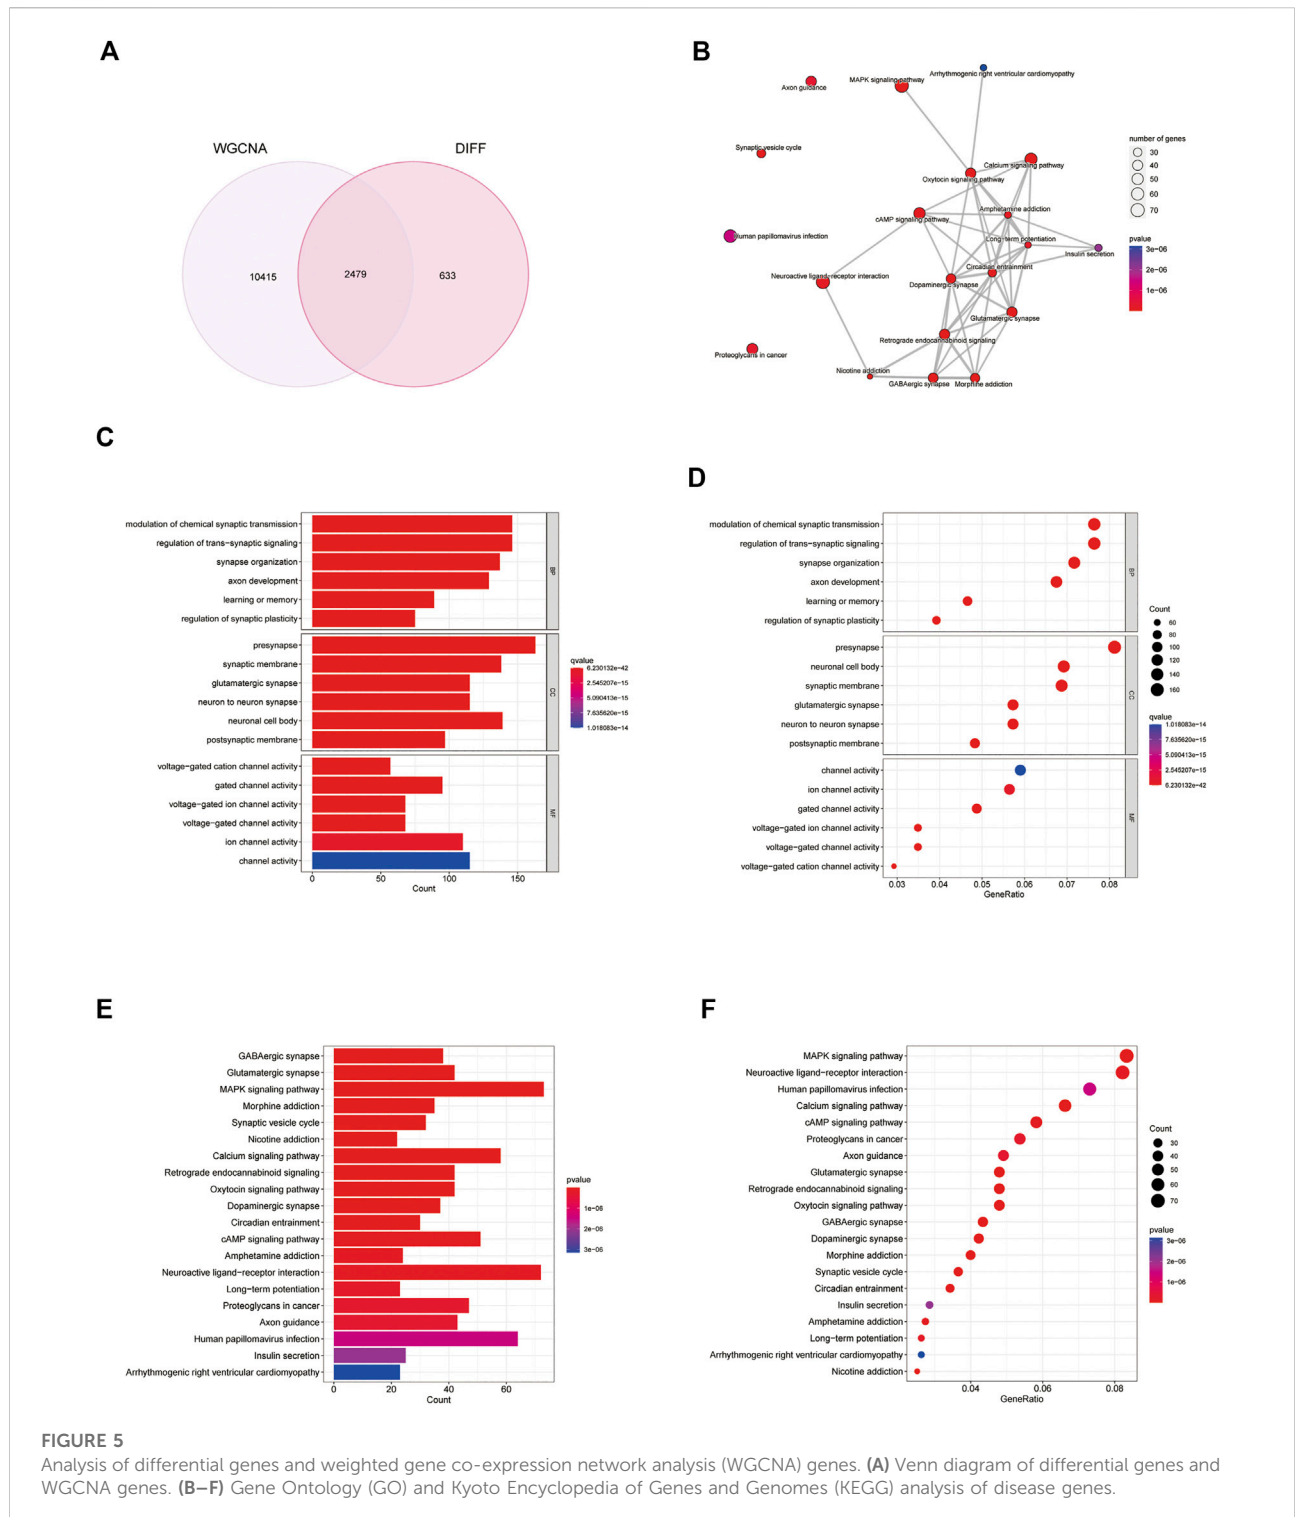 A
WGCNA
DIFF
10415
2479
633
B
Axon guidance
MAPK signaling pathway
Arrhythmogenic right ventricular cardiomyopathy
Synaptic vesicle cycle
Calcium signaling pathway
Oxytocin signaling pathway
Amphetamine addiction
cAMP signaling pathway
Human papillomavirus infection
Long-term potentiation
Insulin secretion
Circadian entrainment
Neuroactive ligand-receptor interaction
Dopaminergic synapse
Glutamatergic synapse
Retrograde endocannabinoid signaling
Proteoglycans in cancer
Nicotine addiction
GABAergic synapse
Morphine addiction
number of genes
30
40
50
60
70
pvalue
3e-06
2e-06
1e-06
C
modulation of chemical synaptic transmission
regulation of trans-synaptic signaling
synapse organization
axon development
learning or memory
regulation of synaptic plasticity
BP
presynapse
synaptic membrane
glutamatergic synapse
neuron to neuron synapse
neuronal cell body
postsynaptic membrane
CC
voltage-gated cation channel activity
gated channel activity
voltage-gated ion channel activity
voltage-gated channel activity
ion channel activity
channel activity
MF
0 50 100 150
Count
qvalue
6.230132e-42
2.545207e-15
5.090413e-15
7.635620e-15
1.018083e-14
D
modulation of chemical synaptic transmission
regulation of trans-synaptic signaling
synapse organization
axon development
learning or memory
regulation of synaptic plasticity
BP
presynapse
neuronal cell body
synaptic membrane
glutamatergic synapse
neuron to neuron synapse
postsynaptic membrane
CC
channel activity
ion channel activity
gated channel activity
voltage-gated ion channel activity
voltage-gated channel activity
voltage-gated cation channel activity
MF
0.03 0.04 0.05 0.06 0.07 0.08
GeneRatio
Count
60
80
100
120
140
160
qvalue
1.018083e-14
7.635620e-15
5.090413e-15
2.545207e-15
6.230132e-42
E
GABAergic synapse
Glutamatergic synapse
MAPK signaling pathway
Morphine addiction
Synaptic vesicle cycle
Nicotine addiction
Calcium signaling pathway
Retrograde endocannabinoid signaling
Oxytocin signaling pathway
Dopaminergic synapse
Circadian entrainment
cAMP signaling pathway
Amphetamine addiction
Neuroactive ligand-receptor interaction
Long-term potentiation
Proteoglycans in cancer
Axon guidance
Human papillomavirus infection
Insulin secretion
Arrhythmogenic right ventricular cardiomyopathy
0 20 40 60
Count
pvalue
1e-06
2e-06
3e-06
F
MAPK signaling pathway
Neuroactive ligand-receptor interaction
Human papillomavirus infection
Calcium signaling pathway
cAMP signaling pathway
Proteoglycans in cancer
Axon guidance
Glutamatergic synapse
Retrograde endocannabinoid signaling
Oxytocin signaling pathway
GABAergic synapse
Dopaminergic synapse
Morphine addiction
Synaptic vesicle cycle
Circadian entrainment
Insulin secretion
Amphetamine addiction
Long-term potentiation
Arrhythmogenic right ventricular cardiomyopathy
Nicotine addiction
0.04 0.06 0.08
GeneRatio
Count
30
40
50
60
70
pvalue
3e-06
2e-06
1e-06
FIGURE 5
Analysis of differential genes and weighted gene co-expression network analysis (WGCNA) genes. (A) Venn diagram of differential genes and
WGCNA genes. (B–F) Gene Ontology (GO) and Kyoto Encyclopedia of Genes and Genomes (KEGG) analysis of disease genes.